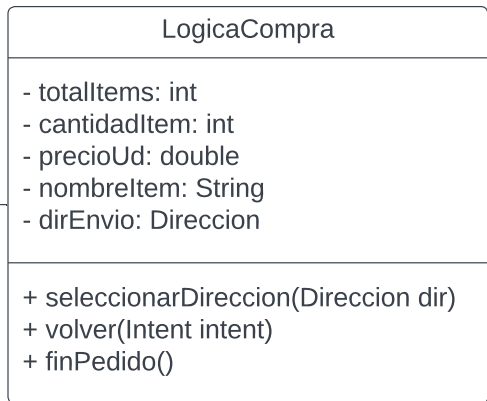 LogicaCompra
- totalItems: int
- cantidadItem: int
- precioUd: double
- nombreItem: String
- dirEnvio: Direccion
+ seleccionarDireccion(Direccion dir)
+ volver(Intent intent)
+ finPedido()